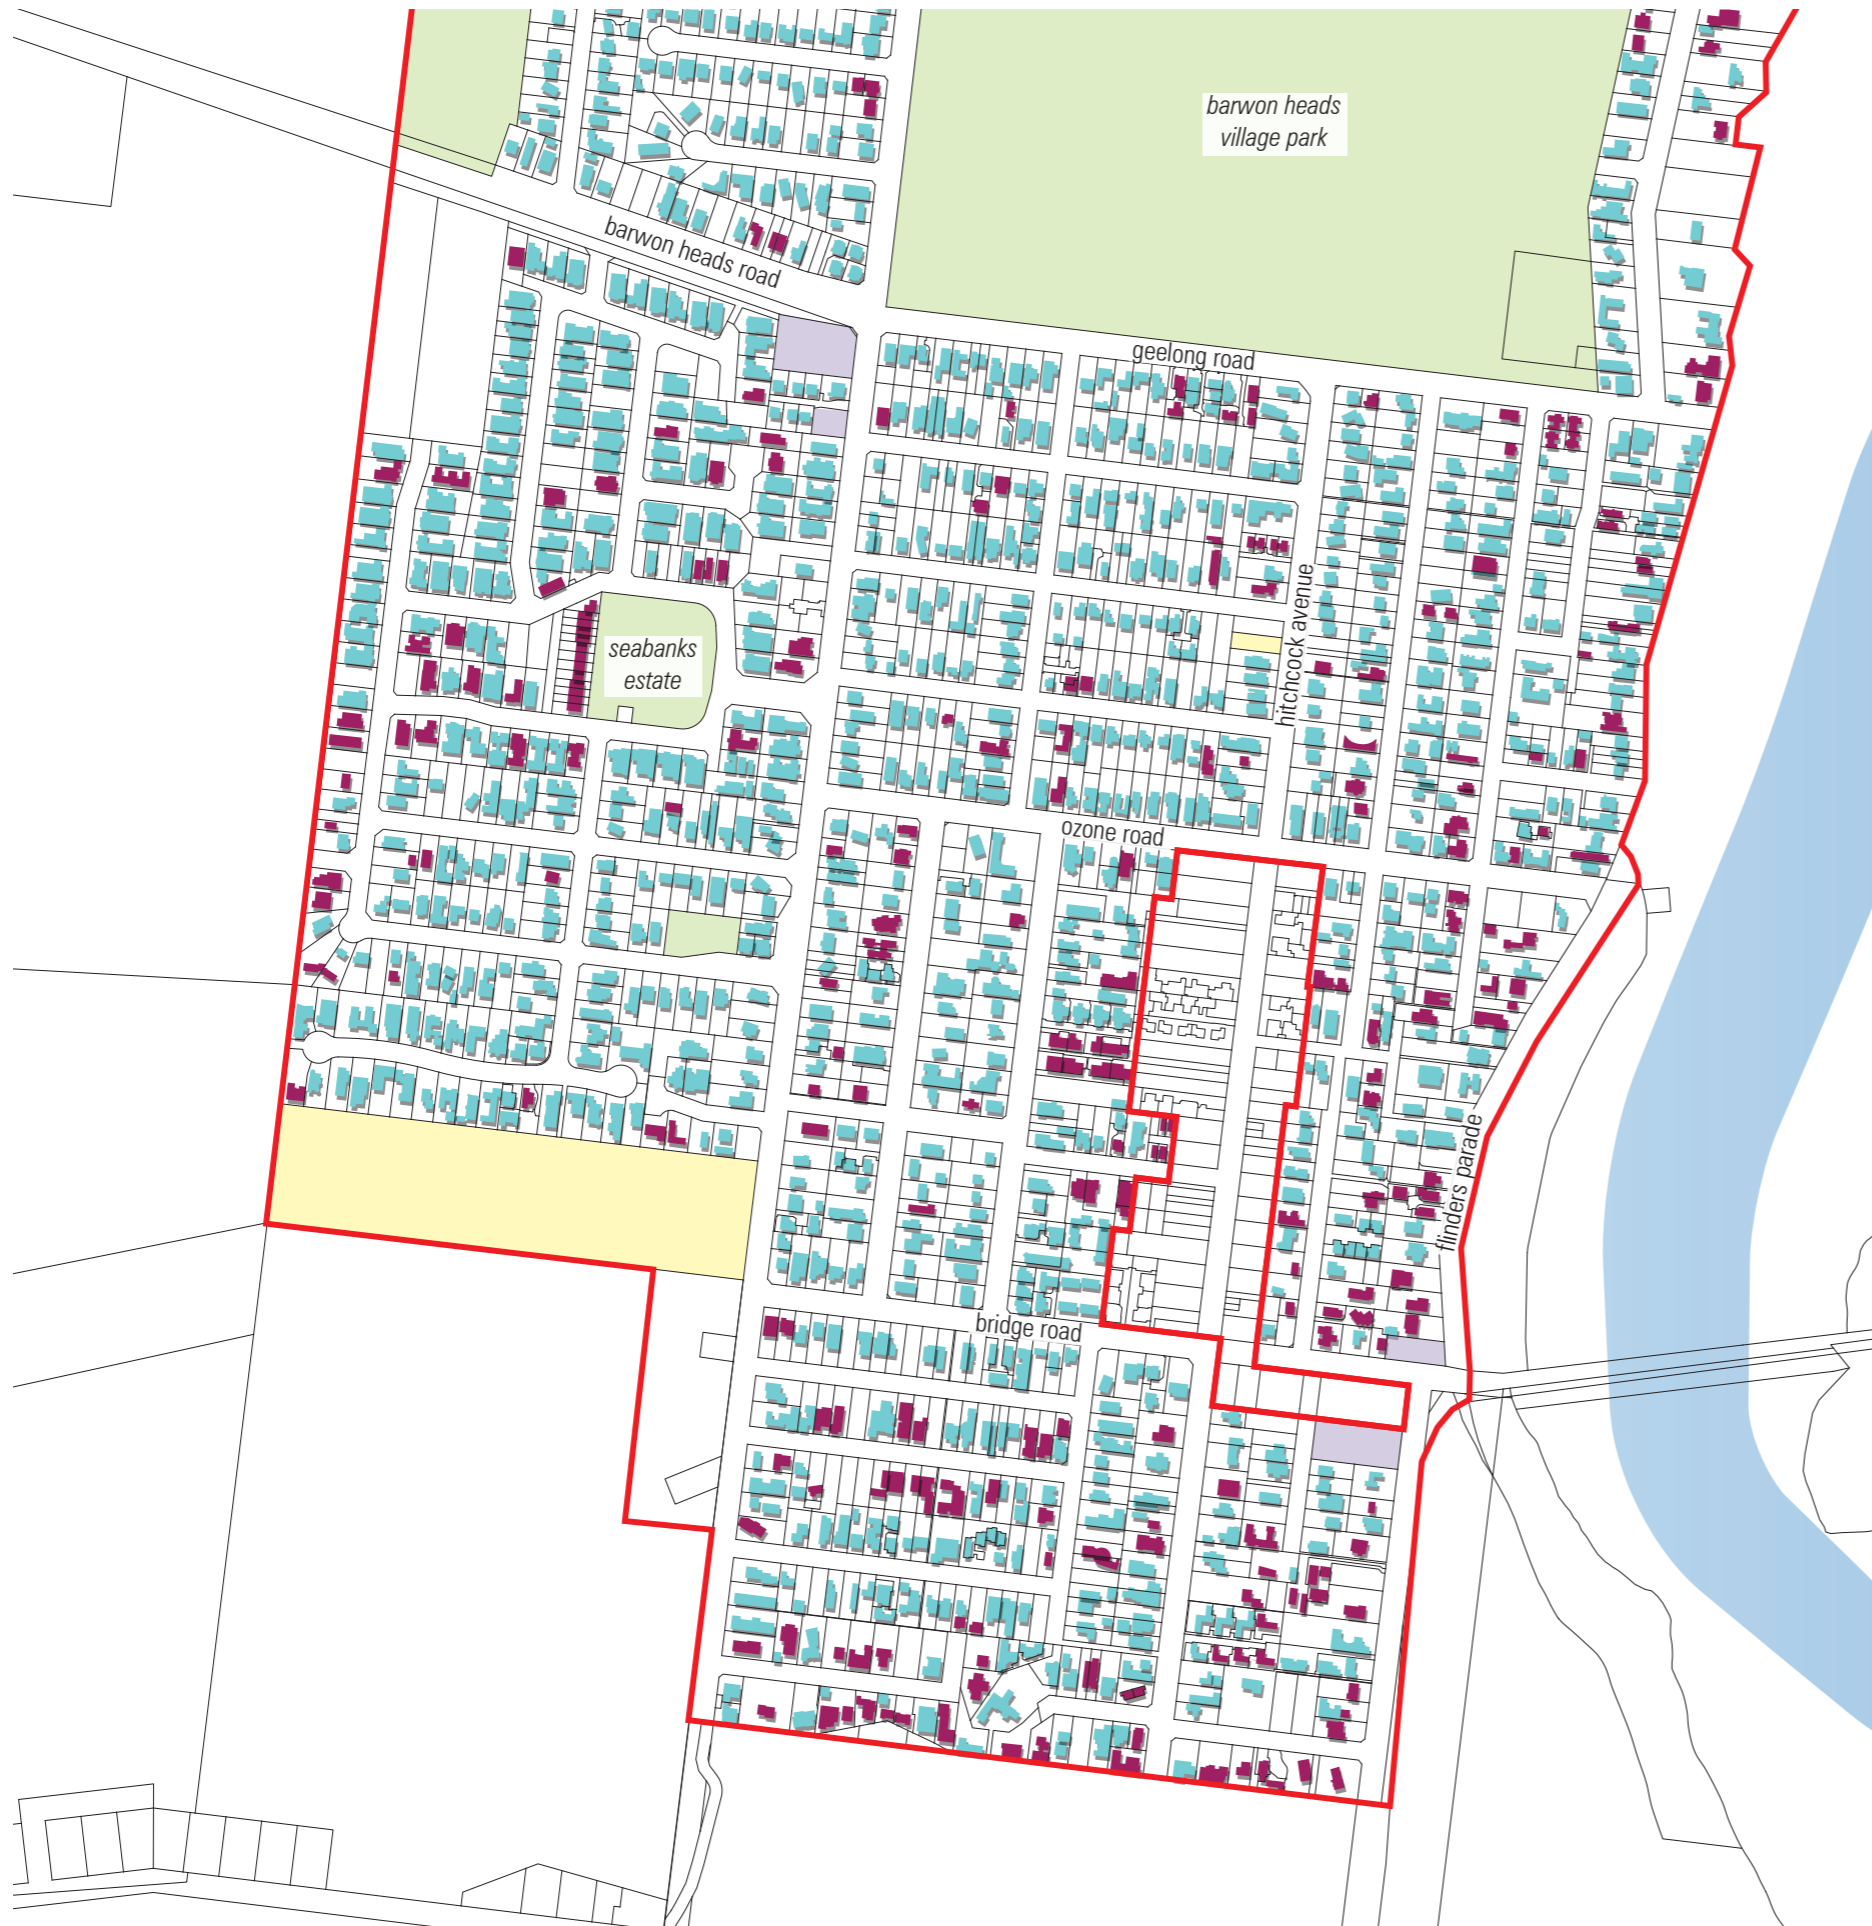 barwon heads
village park
barwon heads road
geelong road
hitchcock avenue
seabanks
estate
ozone road
flinders parade
bridge road